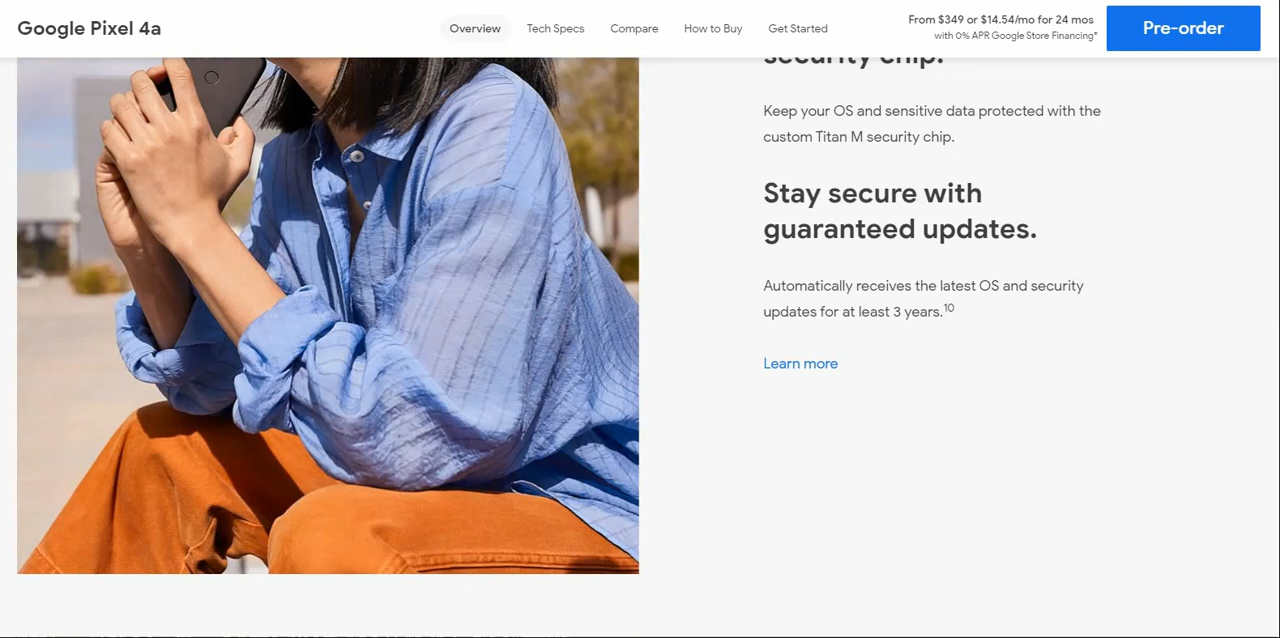 Google Pixel 4a
Overview
Tech Specs
Compare
How to Buy
Get Started
From $349 or $14.54/mo for 24 mos
with 0% APR Google Store Financing*
Pre-order
security chip.
Keep your OS and sensitive data protected with the
custom Titan M security chip.
Stay secure with
guaranteed updates.
Automatically receives the latest OS and security
updates for at least 3 years.10
Learn more